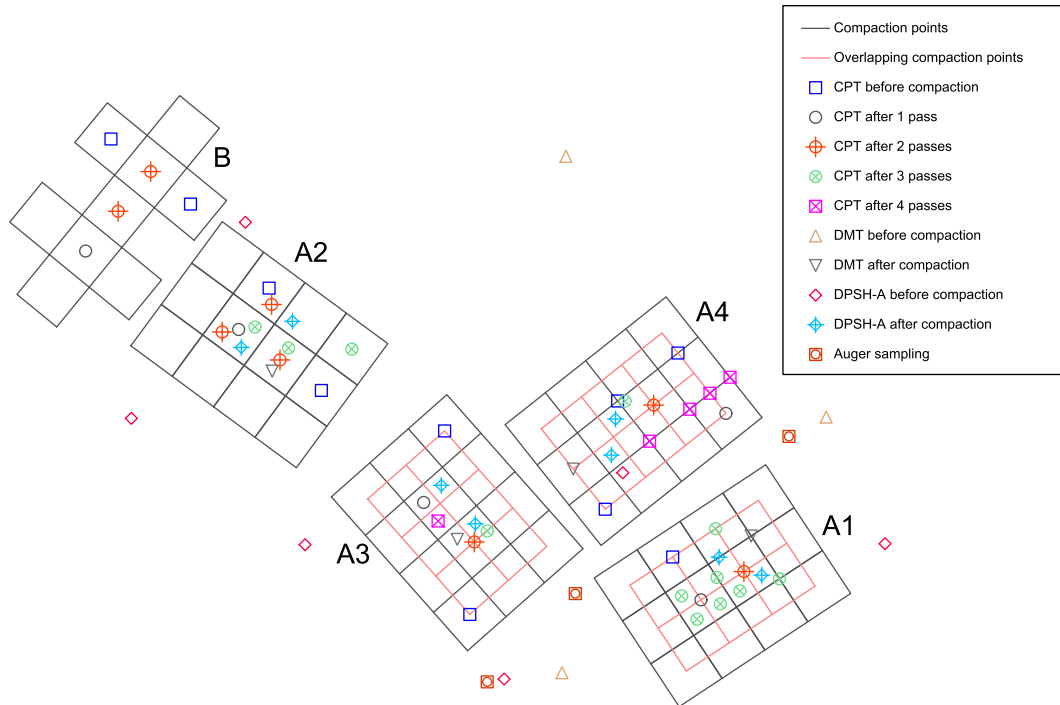 Compaction points
Overlapping compaction points
CPT before compaction
CPT after 1 pass
CPT after 2 passes
CPT after 3 passes
CPT after 4 passes
DMT before compaction
DMT after compaction
DPSH-A before compaction
DPSH-A after compaction
Auger sampling
B
A2
A4
A3
A1